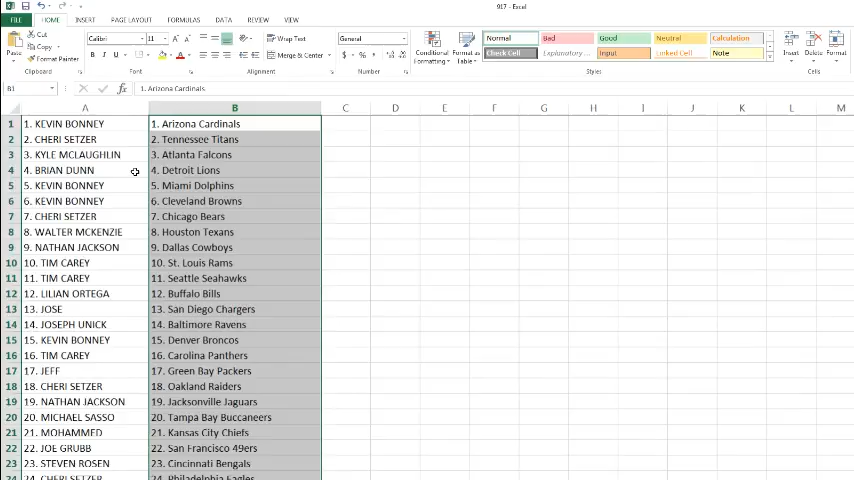 917 - Excel
FILE HOME INSERT PAGE LAYOUT FORMULAS DATA REVIEW VIEW
Cut
Copy
Format Painter
Paste
Clipboard
Calibri 11
B I U
Font
Wrap Text
Merge & Center
Alignment
General
$ % ,
Number
Conditional Formatting
Format as Table
Normal Bad Good Neutral Calculation
Check Cell Explanatory ... Input Linked Cell Note
Styles
Insert Delete Format
Cells
B1 fx 1. Arizona Cardinals
A B C D E F G H I J K L M
1 1. KEVIN BONNEY 1. Arizona Cardinals
2 2. CHERI SETZER 2. Tennessee Titans
3 3. KYLE MCLAUGHLIN 3. Atlanta Falcons
4 4. BRIAN DUNN 4. Detroit Lions
5 5. KEVIN BONNEY 5. Miami Dolphins
6 6. KEVIN BONNEY 6. Cleveland Browns
7 7. CHERI SETZER 7. Chicago Bears
8 8. WALTER MCKENZIE 8. Houston Texans
9 9. NATHAN JACKSON 9. Dallas Cowboys
10 10. TIM CAREY 10. St. Louis Rams
11 11. TIM CAREY 11. Seattle Seahawks
12 12. LILIAN ORTEGA 12. Buffalo Bills
13 13. JOSE 13. San Diego Chargers
14 14. JOSEPH UNICK 14. Baltimore Ravens
15 15. KEVIN BONNEY 15. Denver Broncos
16 16. TIM CAREY 16. Carolina Panthers
17 17. JEFF 17. Green Bay Packers
18 18. CHERI SETZER 18. Oakland Raiders
19 19. NATHAN JACKSON 19. Jacksonville Jaguars
20 20. MICHAEL SASSO 20. Tampa Bay Buccaneers
21 21. MOHAMMED 21. Kansas City Chiefs
22 22. JOE GRUBB 22. San Francisco 49ers
23 23. STEVEN ROSEN 23. Cincinnati Bengals
24 24. CHERI SETZER 24. Philadelphia Eagles